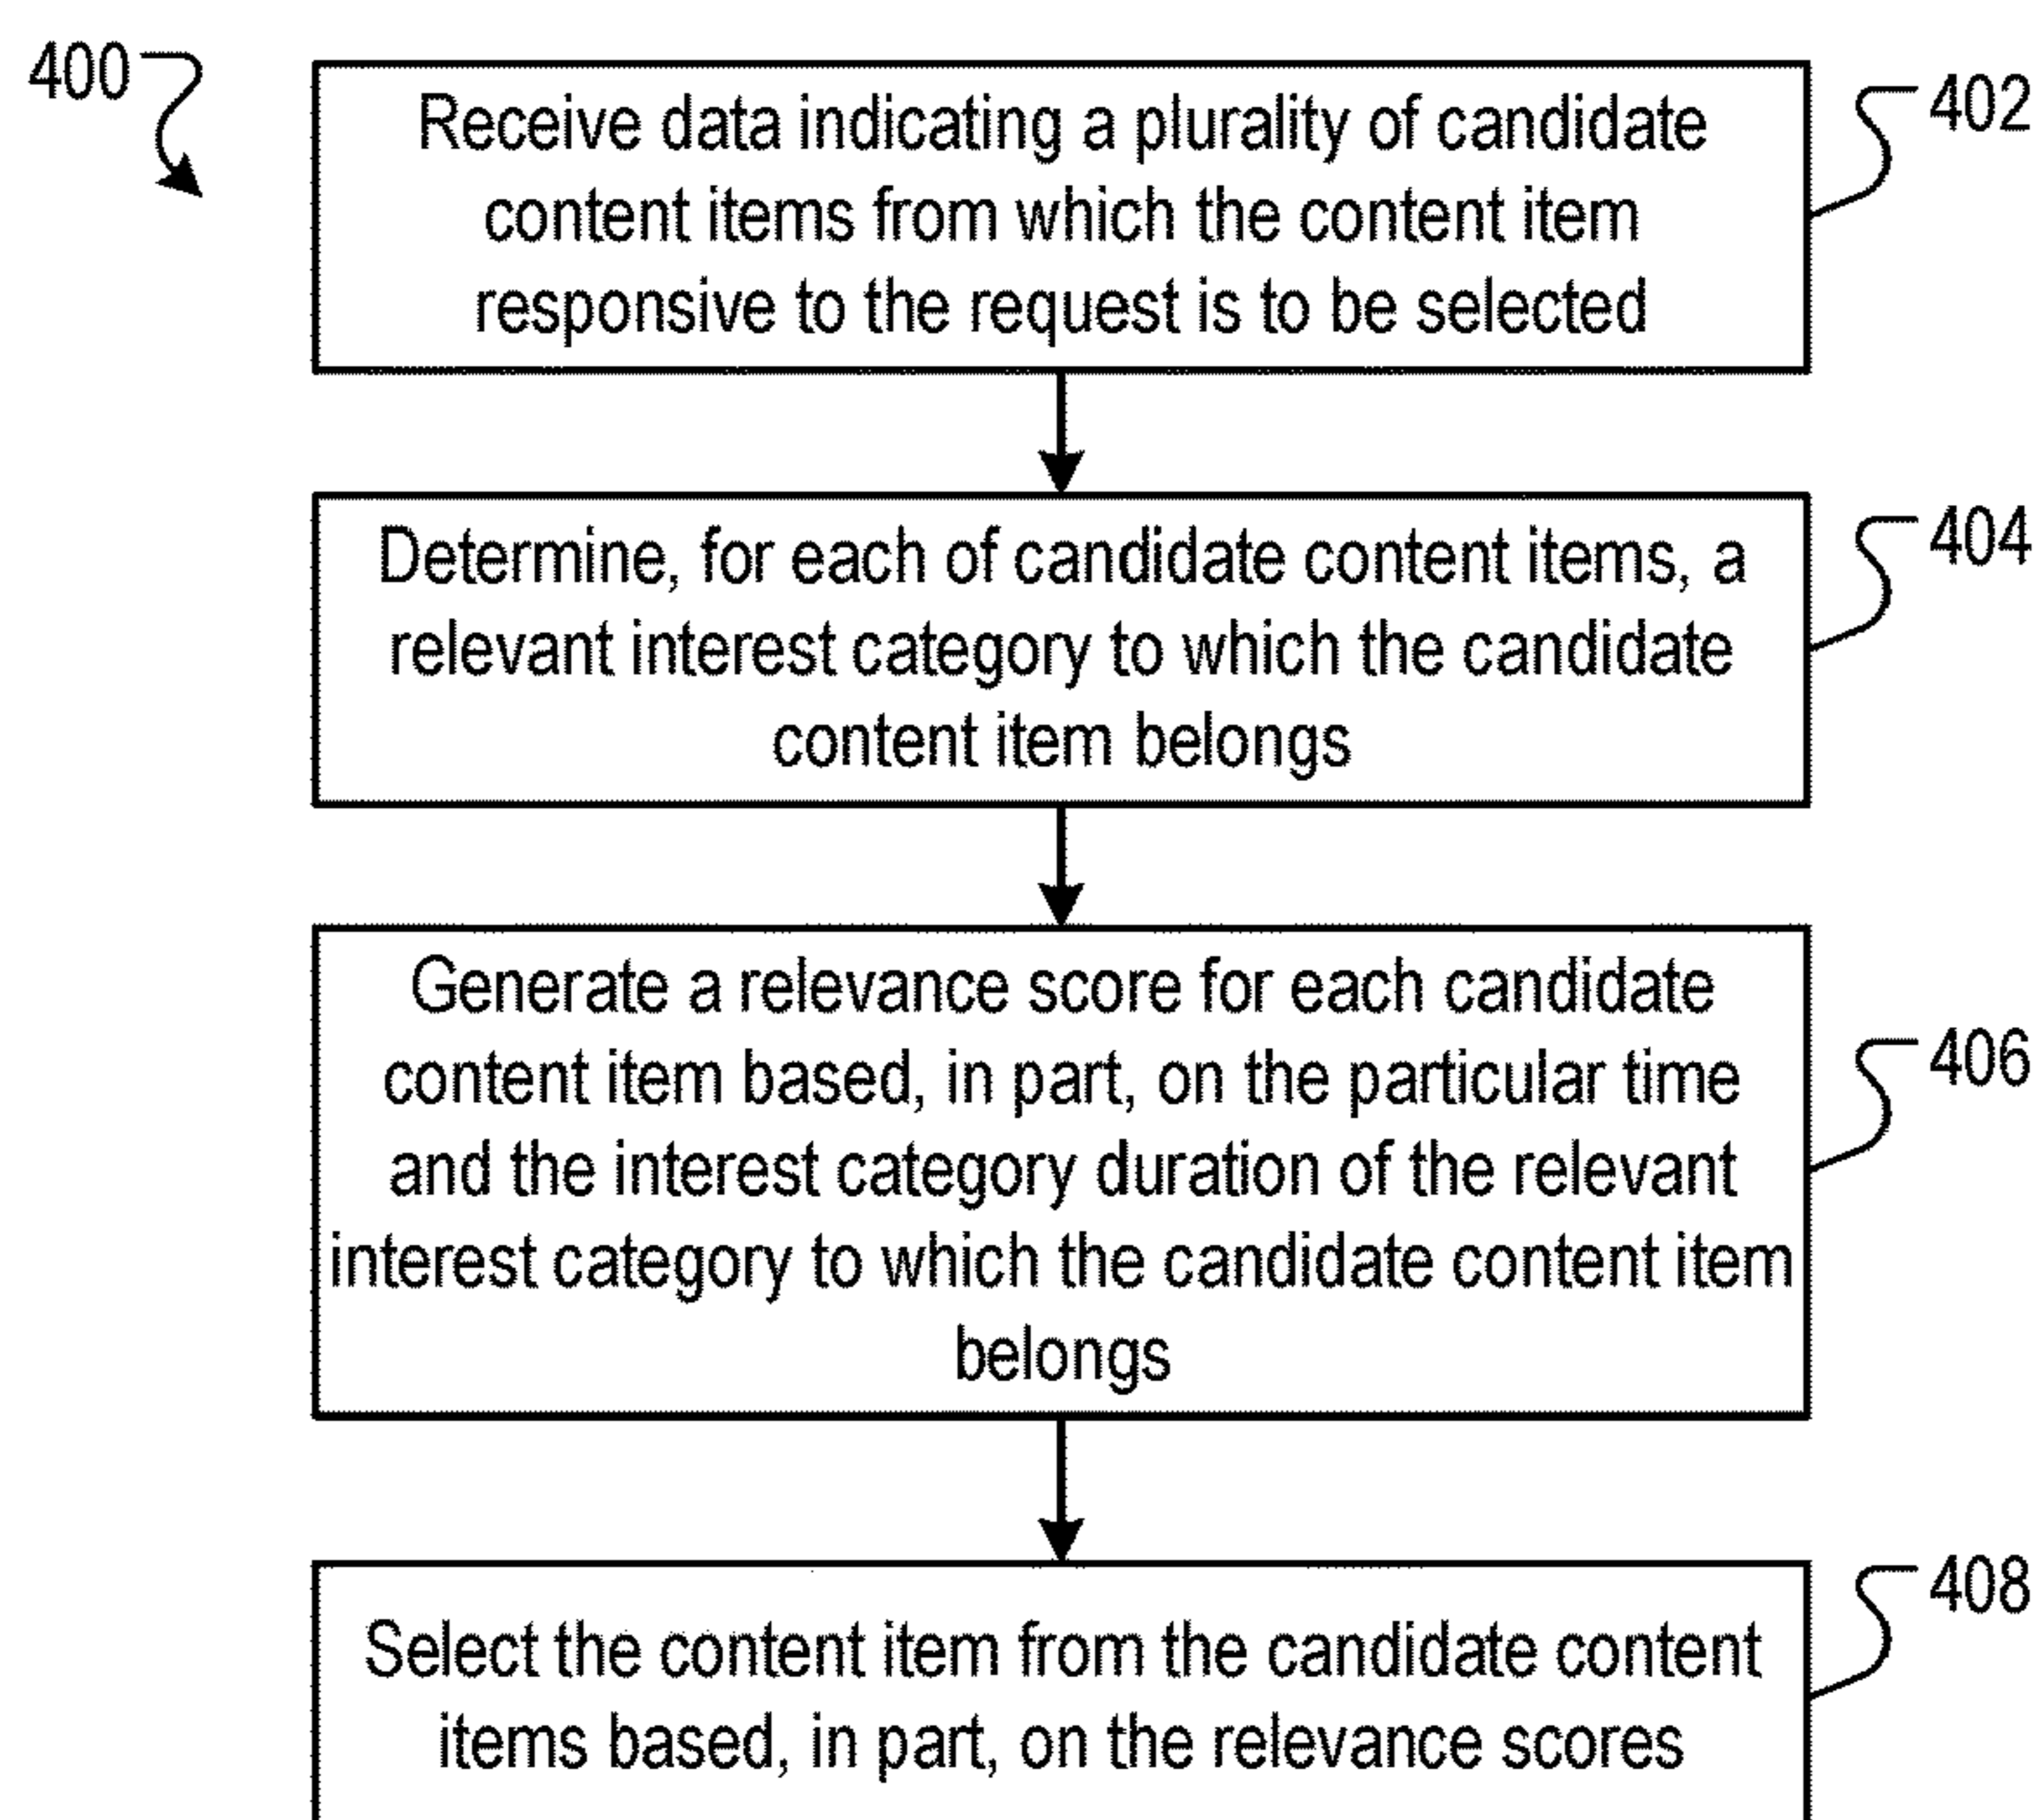 400
Receive data indicating a plurality of candidate
content items from which the content item
responsive to the request is to be selected
402
Determine, for each of candidate content items, a
relevant interest category to which the candidate
content item belongs
404
Generate a relevance score for each candidate
content item based, in part, on the particular time
and the interest category duration of the relevant
interest category to which the candidate content item
belongs
406
Select the content item from the candidate content
items based, in part, on the relevance scores
408